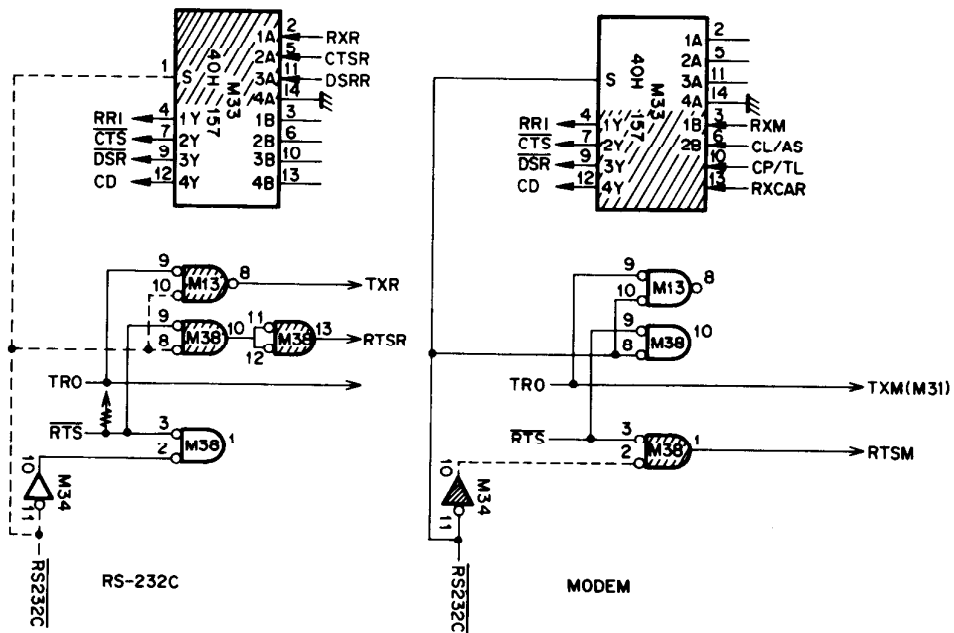 2
1A RXR
5
2A CTSR
1 11
S 3A DSRR
14
4A
40H 157
M33
RRI 4 1Y 1B 3
CTS 7 2Y 2B 6
DSR 9 3Y 3B 10
CD 12 4Y 4B 13
9
M13 8 TXR
10
9
M38 10 11 M38 13 RTSR
8 12
TRO
RTS 3
M38 1
2
10
M34
11
RS232C
RS-232C
2
1A
5
2A
11
S 3A
14
4A
40H 157
M33
3
RRI 4 1Y 1B RXM
6
CTS 7 2Y 2B CL/AS
10
DSR 9 3Y 3B CP/TL
13
CD 12 4Y 4B RXCAR
9
M13 8
10
9
M38 10
8
TRO TXM(M31)
RTS 3
M38 1 RTSM
2
10
M34
11
RS232C
MODEM